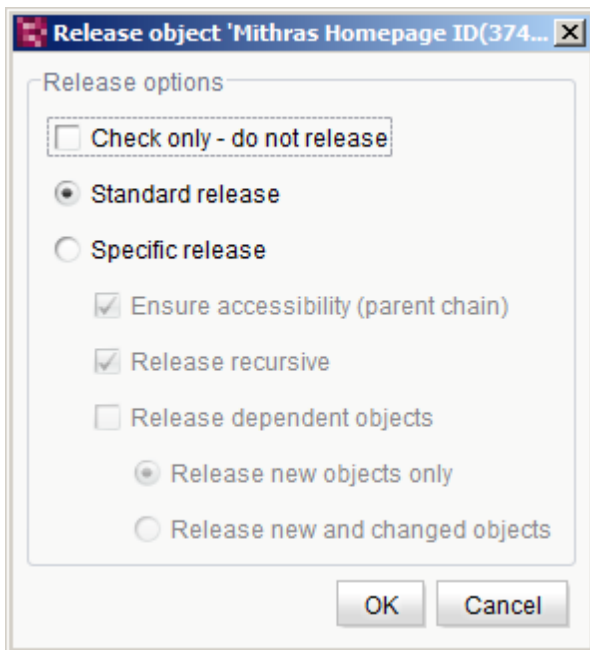 Release object 'Mithras Homepage ID(374...
Release options
Check only - do not release
Standard release
Specific release
Ensure accessibility (parent chain)
Release recursive
Release dependent objects
Release new objects only
Release new and changed objects
OK Cancel